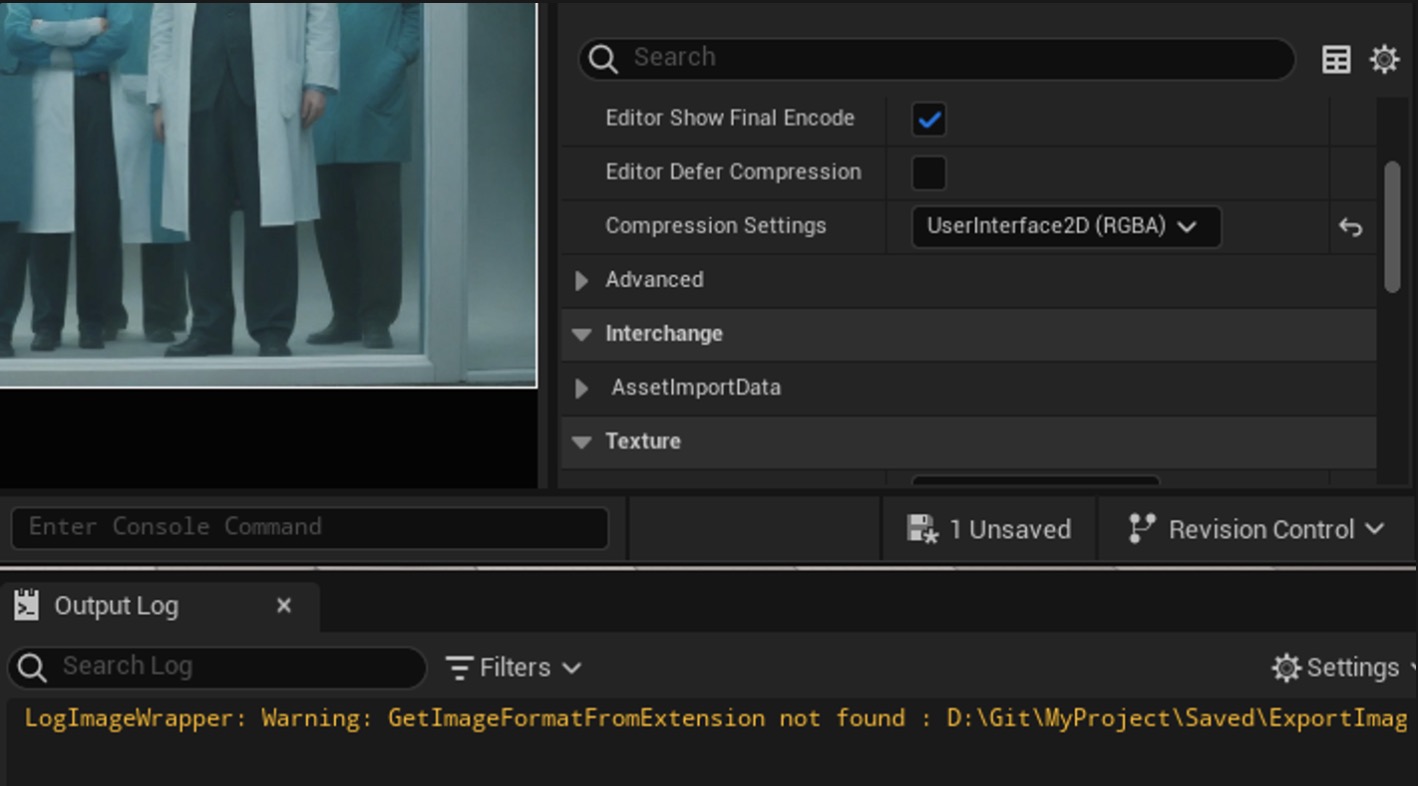 Search
Editor Show Final Encode
Editor Defer Compression
Compression Settings UserInterface2D (RGBA)
Advanced
Interchange
AssetImportData
Texture
Enter Console Command 1 Unsaved Revision Control
Output Log
Search Log Filters Settings
LogImageWrapper: Warning: GetImageFormatFromExtension not found : D:\Git\MyProject\Saved\ExportImag